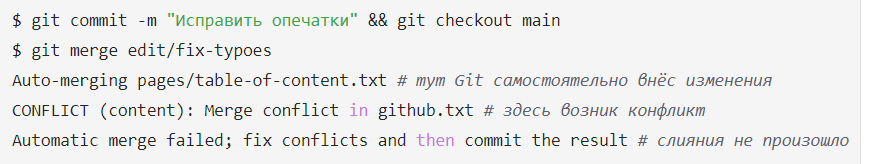 $ git commit -m "Исправить опечатки" && git checkout main
$ git merge edit/fix-typoes
Auto-merging pages/table-of-content.txt # тут Git самостоятельно внёс изменения
CONFLICT (content): Merge conflict in github.txt # здесь возник конфликт
Automatic merge failed; fix conflicts and then commit the result # слияния не произошло